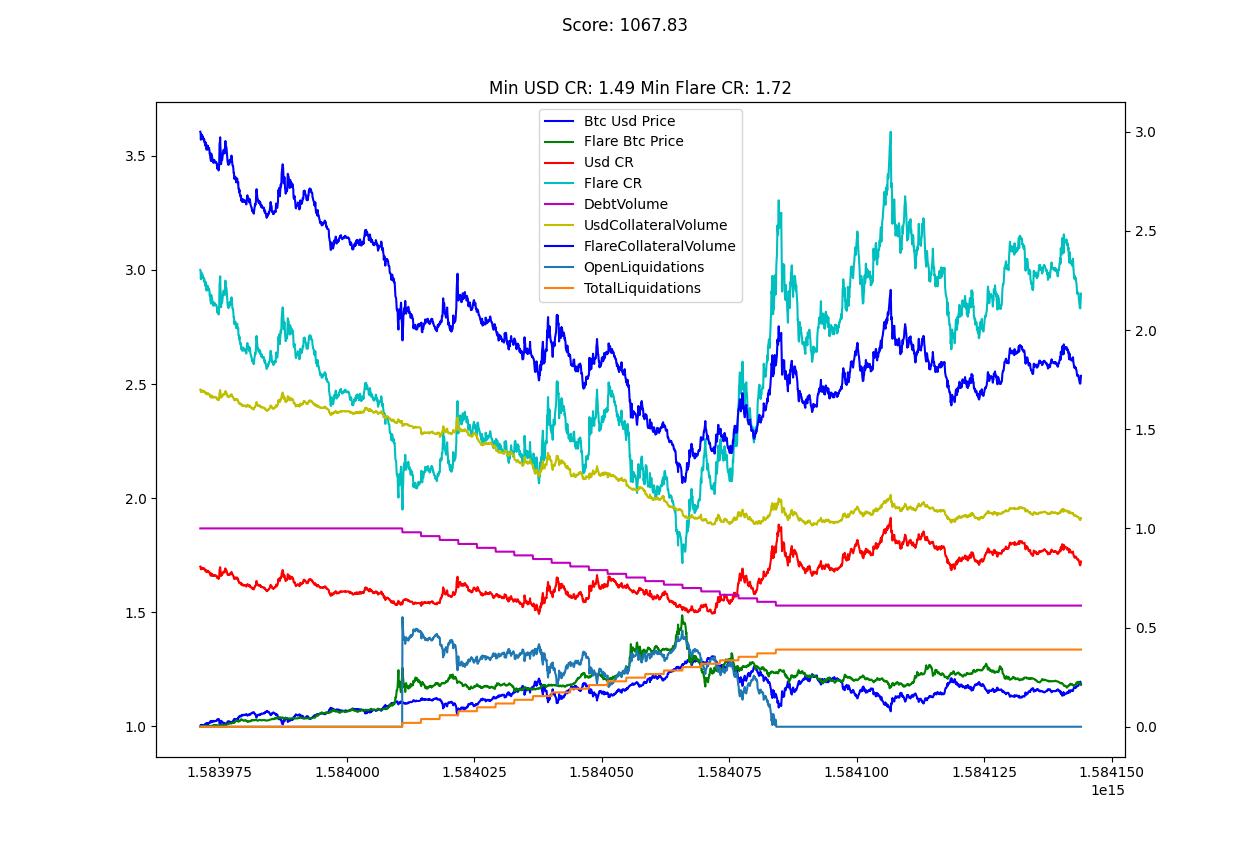 Score: 1067.83
Min USD CR: 1.49 Min Flare CR: 1.72
Btc Usd Price
Flare Btc Price
Usd CR
Flare CR
DebtVolume
UsdCollateralVolume
FlareCollateralVolume
OpenLiquidations
TotalLiquidations
3.5
3.0
2.5
2.0
1.5
1.0
3.0
2.5
2.0
1.5
1.0
0.5
0.0
1.583975 1.584000 1.584025 1.584050 1.584075 1.584100 1.584125 1.584150
1e15